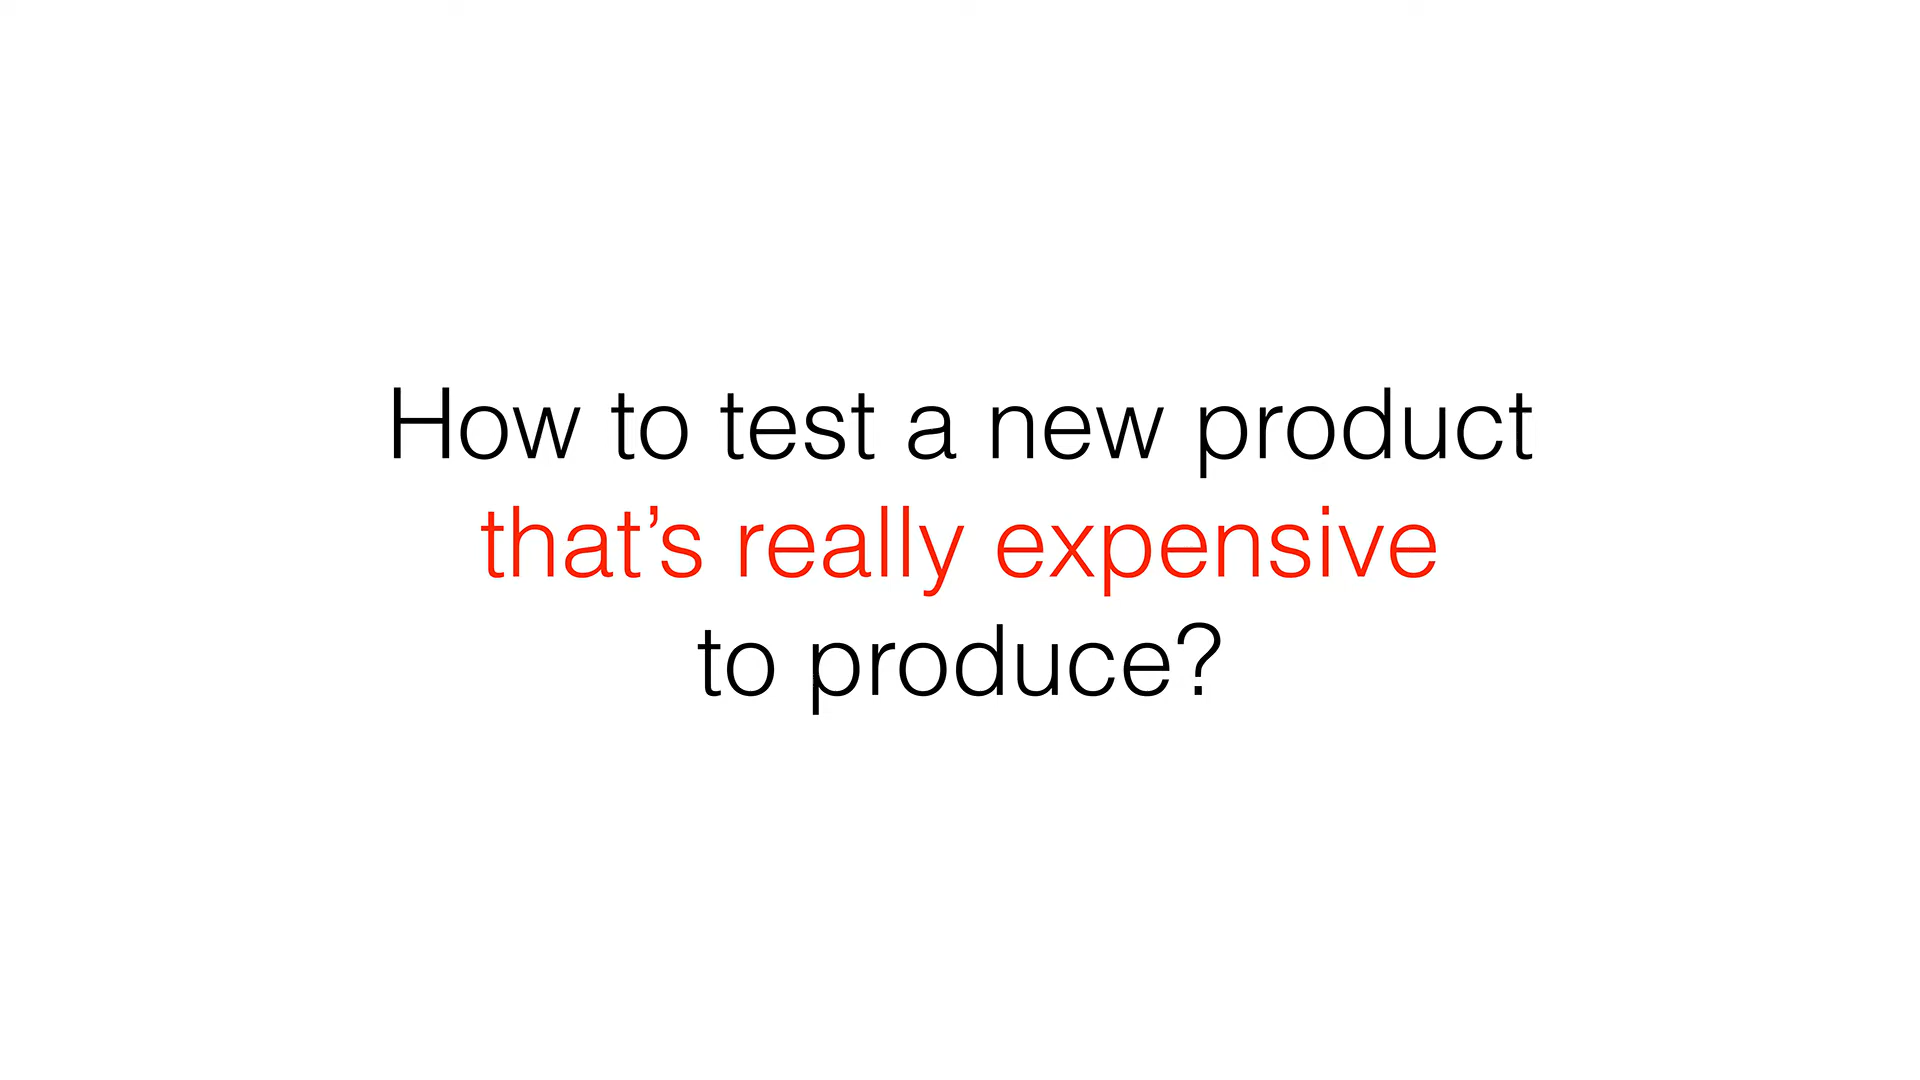 How to test a new product
that’s really expensive
to produce?